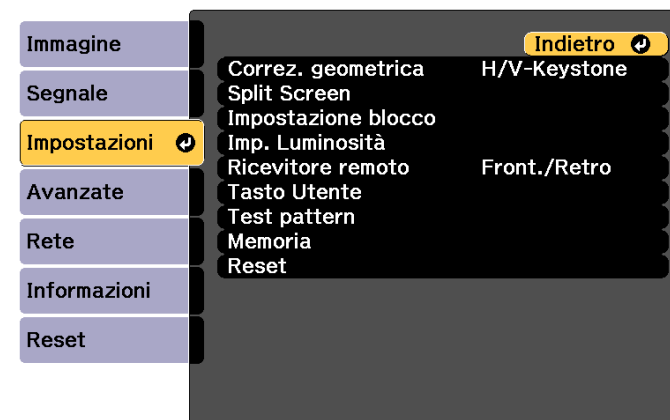 Immagine
Segnale
Impostazioni
Avanzate
Rete
Informazioni
Reset
Indietro
Correz. geometrica H/V-Keystone
Split Screen
Impostazione blocco
Imp. Luminosità
Ricevitore remoto Front./Retro
Tasto Utente
Test pattern
Memoria
Reset